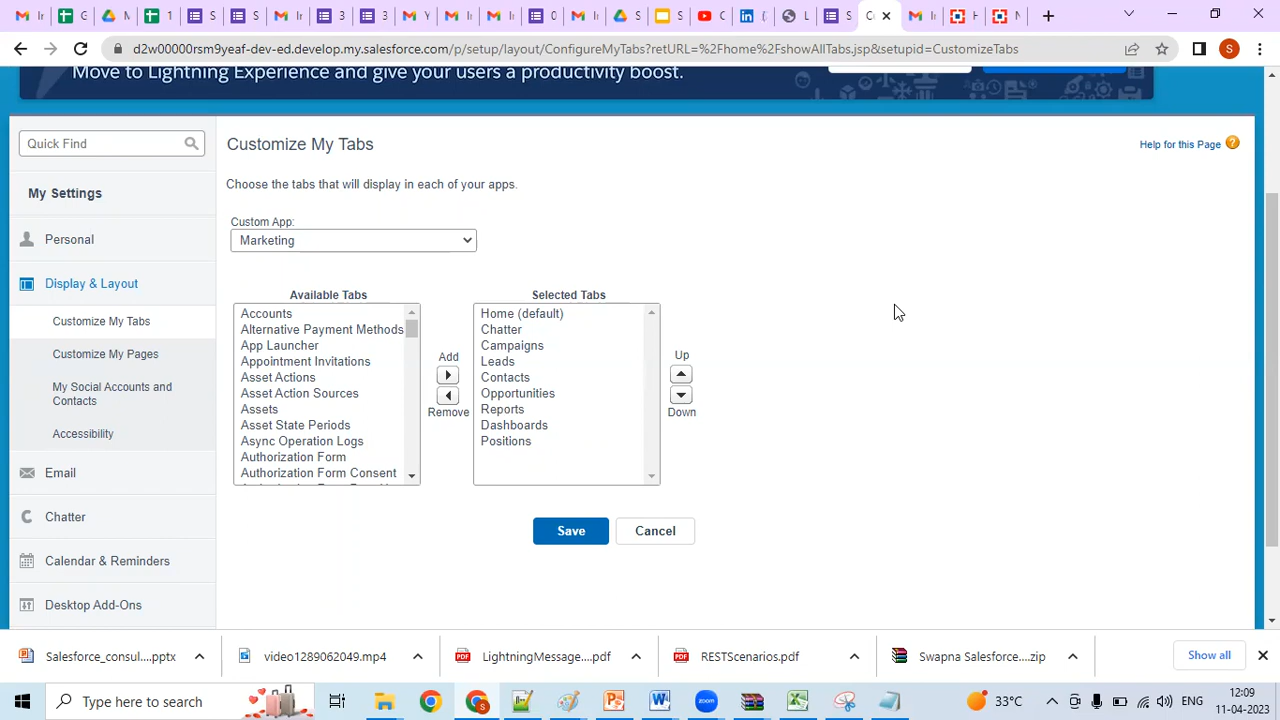 d2w00000rsm9yeaf-dev-ed.develop.my.salesforce.com/p/setup/layout/ConfigureMyTabs?retURL=%2Fhome%2FshowAllTabs.jsp&setupid=CustomizeTabs
S
Move to Lightning Experience and give your users a productivity boost.
Quick Find
My Settings
Personal
Display & Layout
Customize My Tabs
Customize My Pages
My Social Accounts and
Contacts
Accessibility
Email
Chatter
Calendar & Reminders
Desktop Add-Ons
Customize My Tabs
Help for this Page
Choose the tabs that will display in each of your apps.
Custom App:
Marketing
Available Tabs
Accounts
Alternative Payment Methods
App Launcher
Appointment Invitations
Asset Actions
Asset Action Sources
Assets
Asset State Periods
Async Operation Logs
Authorization Form
Authorization Form Consent
Add
Remove
Selected Tabs
Home (default)
Chatter
Campaigns
Leads
Contacts
Opportunities
Reports
Dashboards
Positions
Up
Down
Save
Cancel
Salesforce_consul....pptx
video1289062049.mp4
LightningMessage....pdf
RESTScenarios.pdf
Swapna Salesforce....zip
Show all
Type here to search
33°C
ENG
12:09
11-04-2023